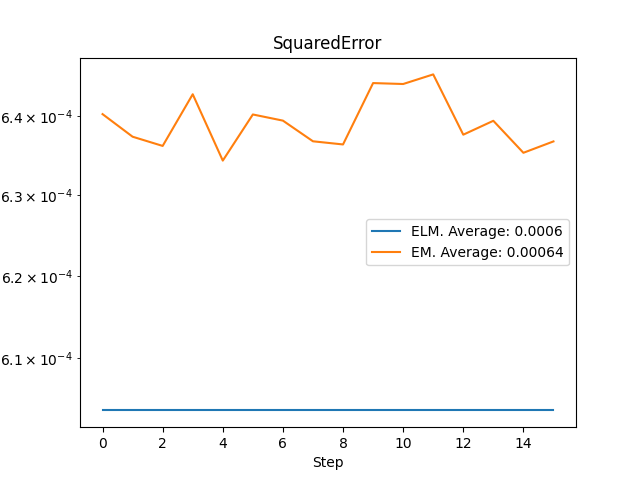 SquaredError
6.4 × 10⁻⁴
6.3 × 10⁻⁴
6.2 × 10⁻⁴
6.1 × 10⁻⁴
ELM. Average: 0.0006
EM. Average: 0.00064
0 2 4 6 8 10 12 14
Step